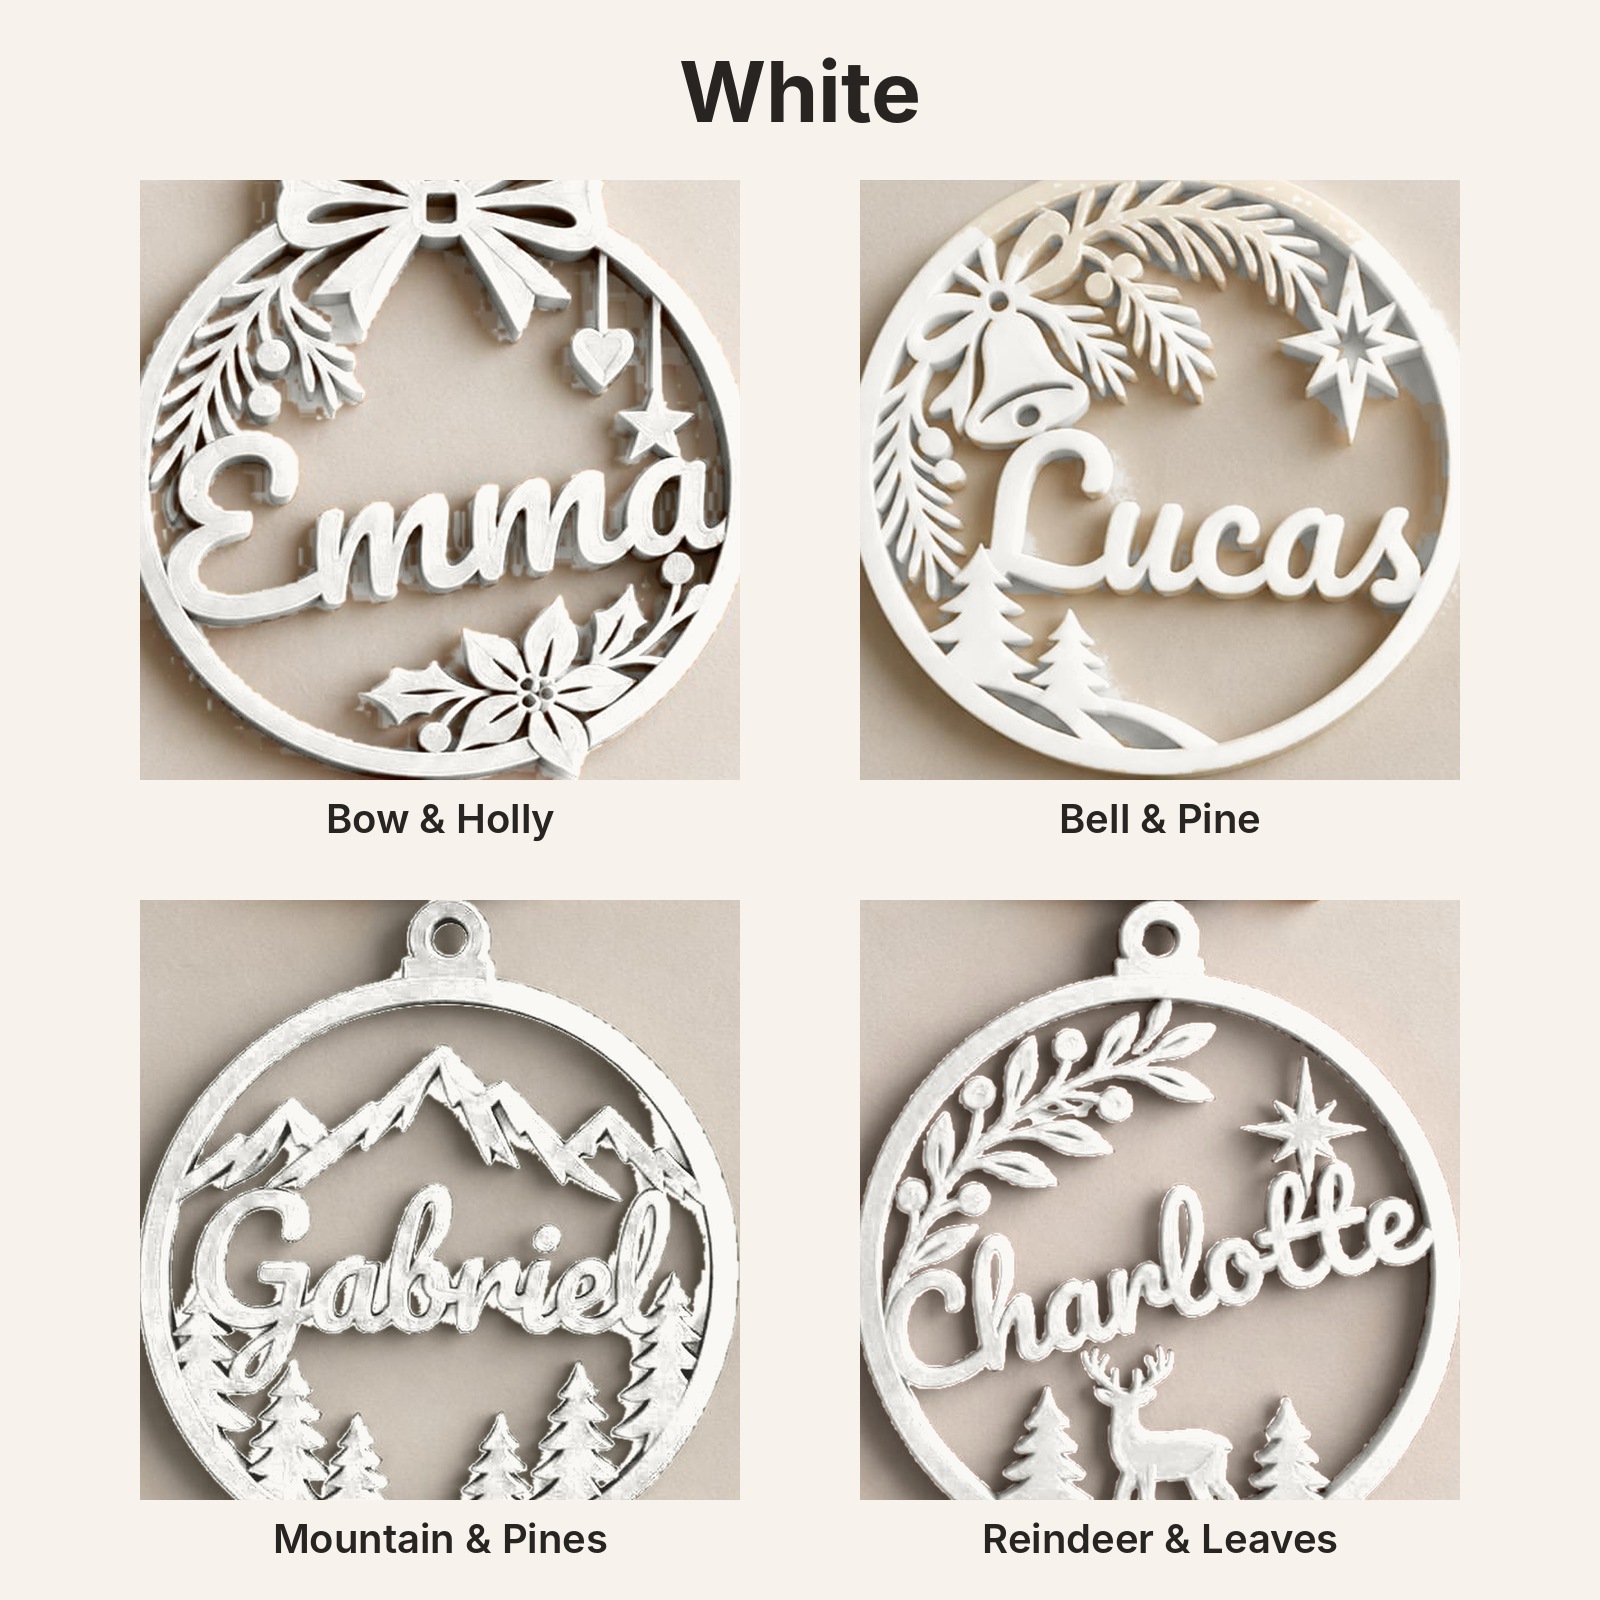 White
Emma
Lucas
Bow & Holly
Bell & Pine
Gabriel
Charlotte
Mountain & Pines
Reindeer & Leaves